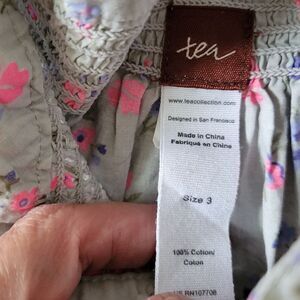 tea
www.teacollection.com
Designed in San Francisco
Made in China
Fabriqué en Chine
Size 3
100% Cotton/
Coton
RN107708